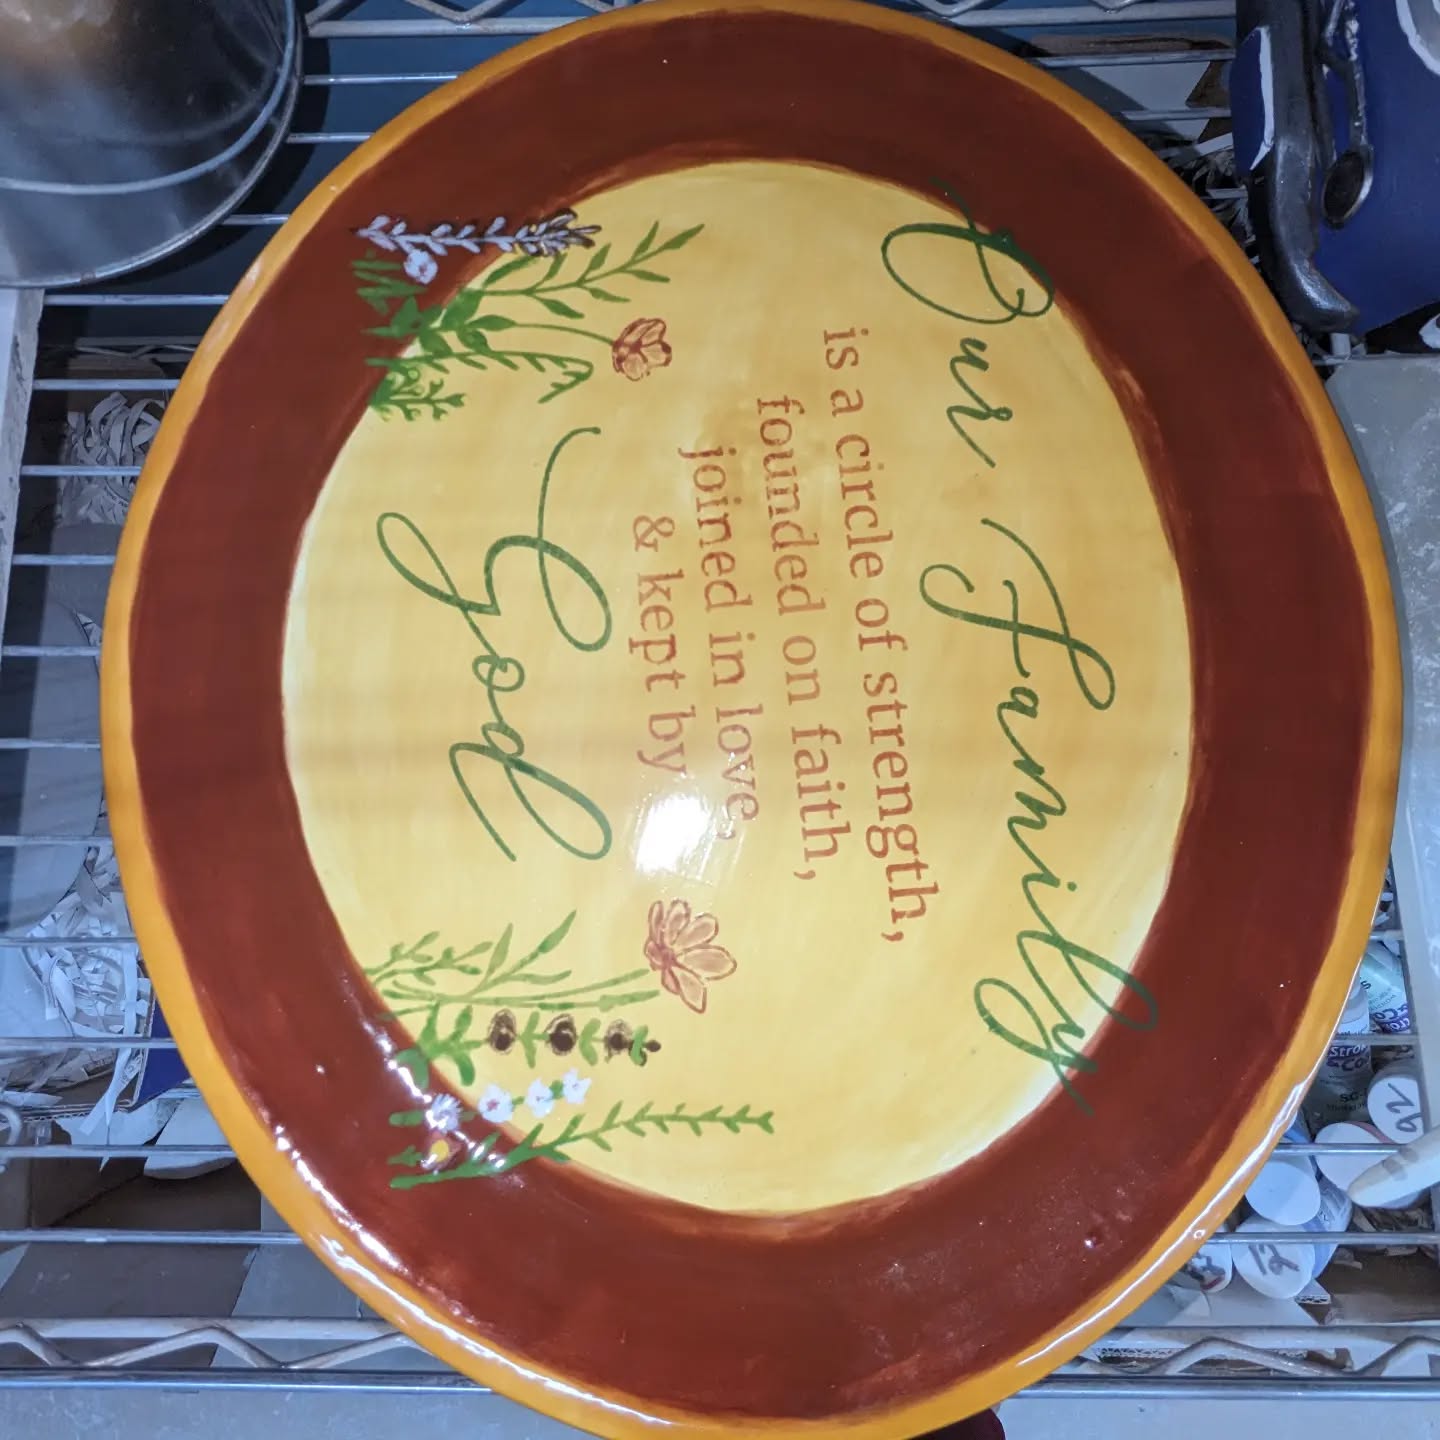 Our Family
is a circle of strength,
founded on faith,
joined in love,
& kept by
God